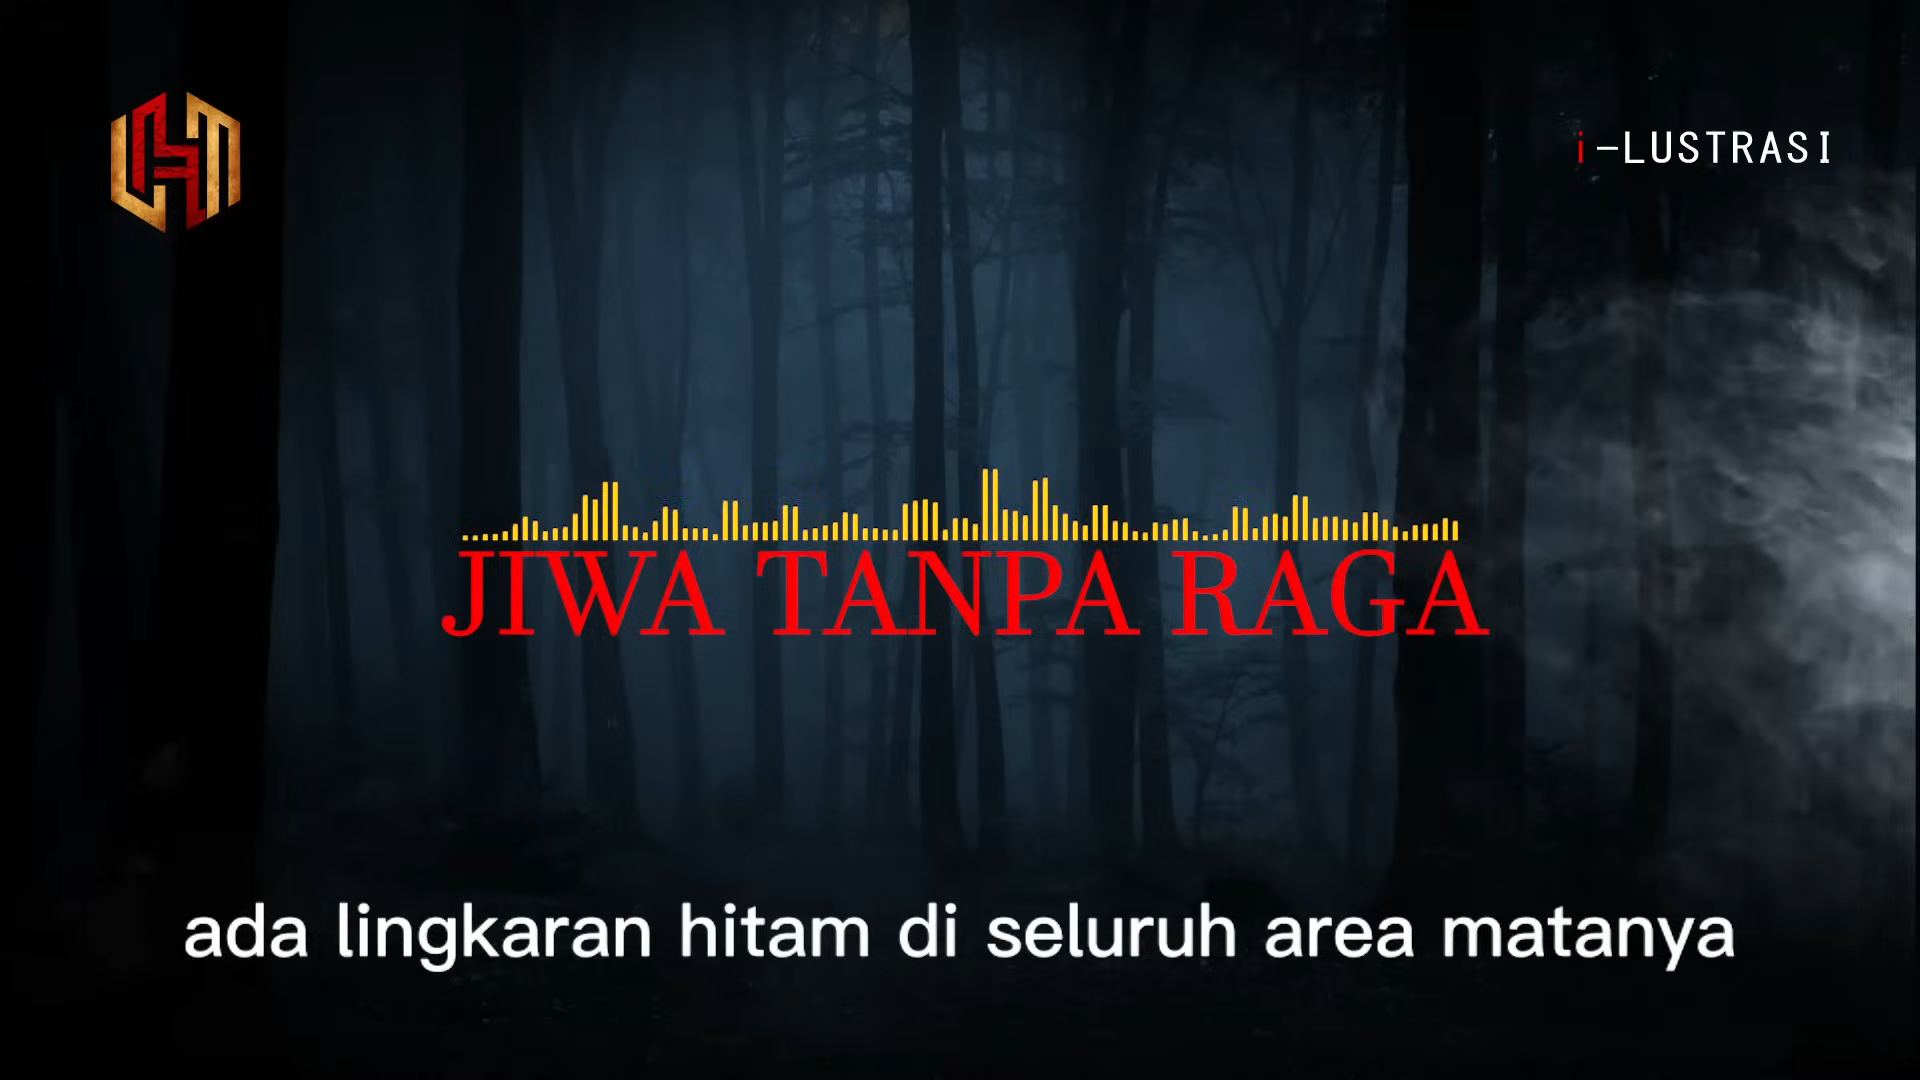 i-LUSTRASI
JIWA TANPA RAGA
ada lingkaran hitam di seluruh area matanya